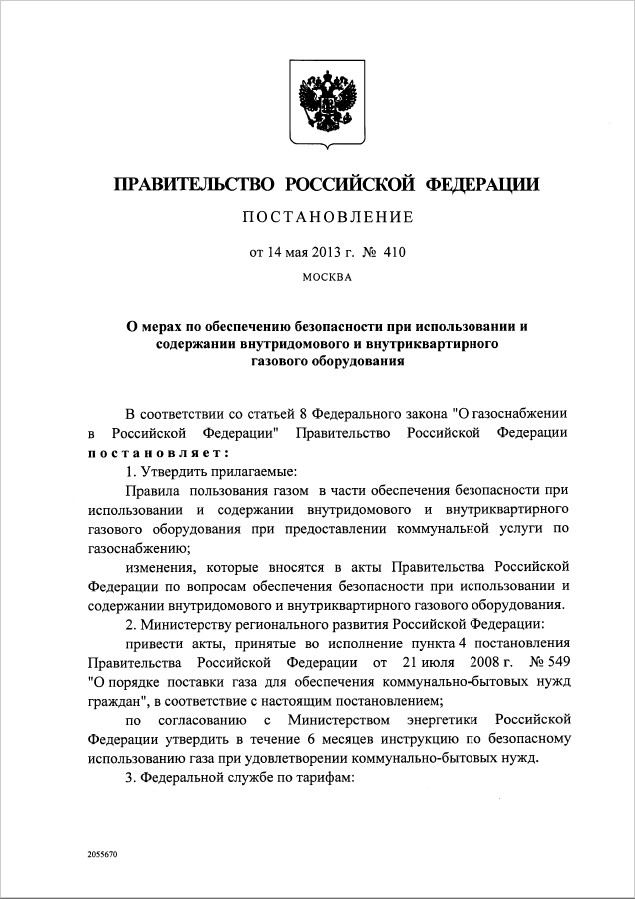 ПРАВИТЕЛЬСТВО РОССИЙСКОЙ ФЕДЕРАЦИИ
ПОСТАНОВЛЕНИЕ
от 14 мая 2013 г. № 410
МОСКВА
О мерах по обеспечению безопасности при использовании и
содержании внутридомового и внутриквартирного
газового оборудования
В соответствии со статьей 8 Федерального закона "О газоснабжении
в Российской Федерации" Правительство Российской Федерации
постановляет:
1. Утвердить прилагаемые:
Правила пользования газом в части обеспечения безопасности при
использовании и содержании внутридомового и внутриквартирного
газового оборудования при предоставлении коммунальной услуги по
газоснабжению;
изменения, которые вносятся в акты Правительства Российской
Федерации по вопросам обеспечения безопасности при использовании и
содержании внутридомового и внутриквартирного газового оборудования.
2. Министерству регионального развития Российской Федерации:
привести акты, принятые во исполнение пункта 4 постановления
Правительства Российской Федерации от 21 июля 2008 г. № 549
"О порядке поставки газа для обеспечения коммунально-бытовых нужд
граждан", в соответствие с настоящим постановлением;
по согласованию с Министерством энергетики Российской
Федерации утвердить в течение 6 месяцев инструкцию по безопасному
использованию газа при удовлетворении коммунально-бытовых нужд.
3. Федеральной службе по тарифам:
2055670